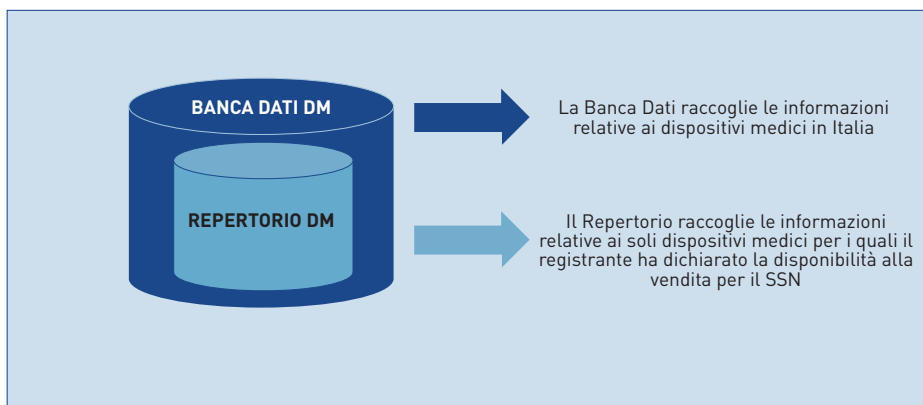 BANCA DATI DM
La Banca Dati raccoglie le informazioni
relative ai dispositivi medici in Italia
REPERTORIO DM
Il Repertorio raccoglie le informazioni
relative ai soli dispositivi medici per i quali il
registrante ha dichiarato la disponibilità alla
vendita per il SSN